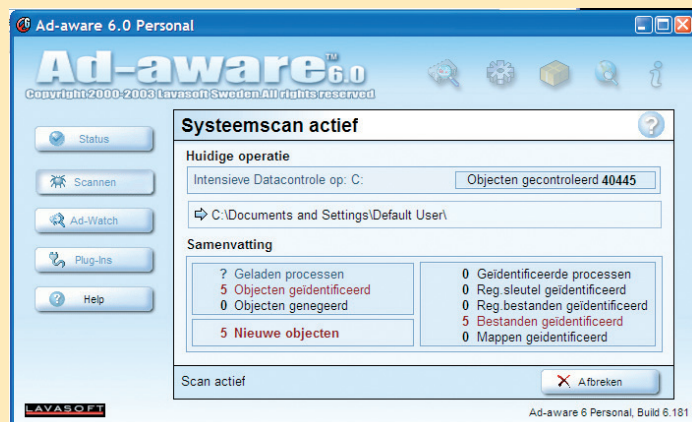 Ad-aware 6.0 Personal
Ad-aware 6.0
Copyright 2000-2003 Lavasoft Sweden All rights reserved
Status
Scannen
Ad-Watch
Plug-Ins
Help
Systeemscan actief
Huidige operatie
Intensieve Datacontrole op: C: Objecten gecontroleerd 40445
C:\Documents and Settings\Default User\
Samenvatting
? Geladen processen
5 Objecten geïdentificeerd
0 Objecten genegeerd
5 Nieuwe objecten
0 Geïdentificeerde processen
0 Reg.sleutel geïdentificeerd
0 Reg.bestanden geïdentificeerd
5 Bestanden geïdentificeerd
0 Mappen geidentificeerd
Scan actief
Afbreken
LAVASOFT
Ad-aware 6 Personal, Build 6.181